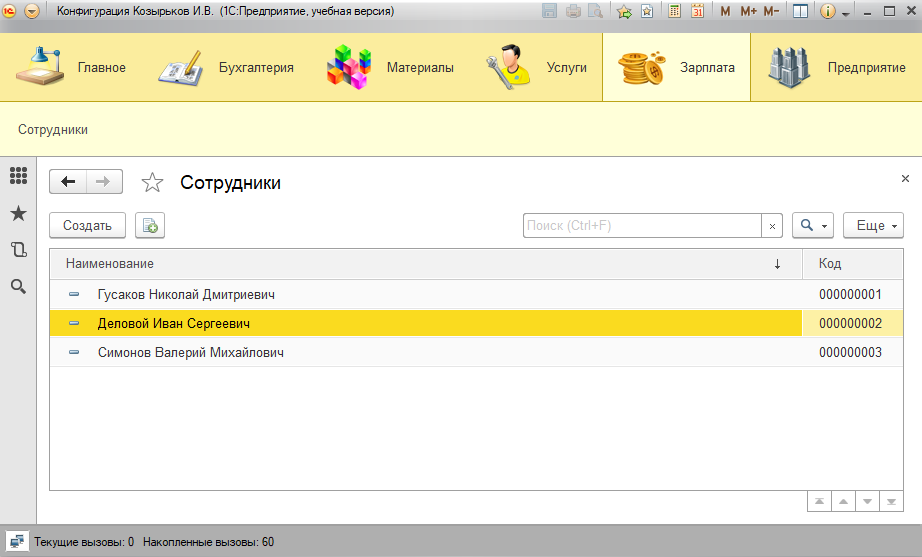 Конфигурация Козырьков И.В. (1С:Предприятие, учебная версия)
M M+ M-
31
Главное
Бухгалтерия
Материалы
Услуги
Зарплата
Предприятие
Сотрудники
Сотрудники
Создать
Поиск (Ctrl+F)
Еще
Наименование Код
Гусаков Николай Дмитриевич 000000001
Деловой Иван Сергеевич 000000002
Симонов Валерий Михайлович 000000003
Текущие вызовы: 0 Накопленные вызовы: 60